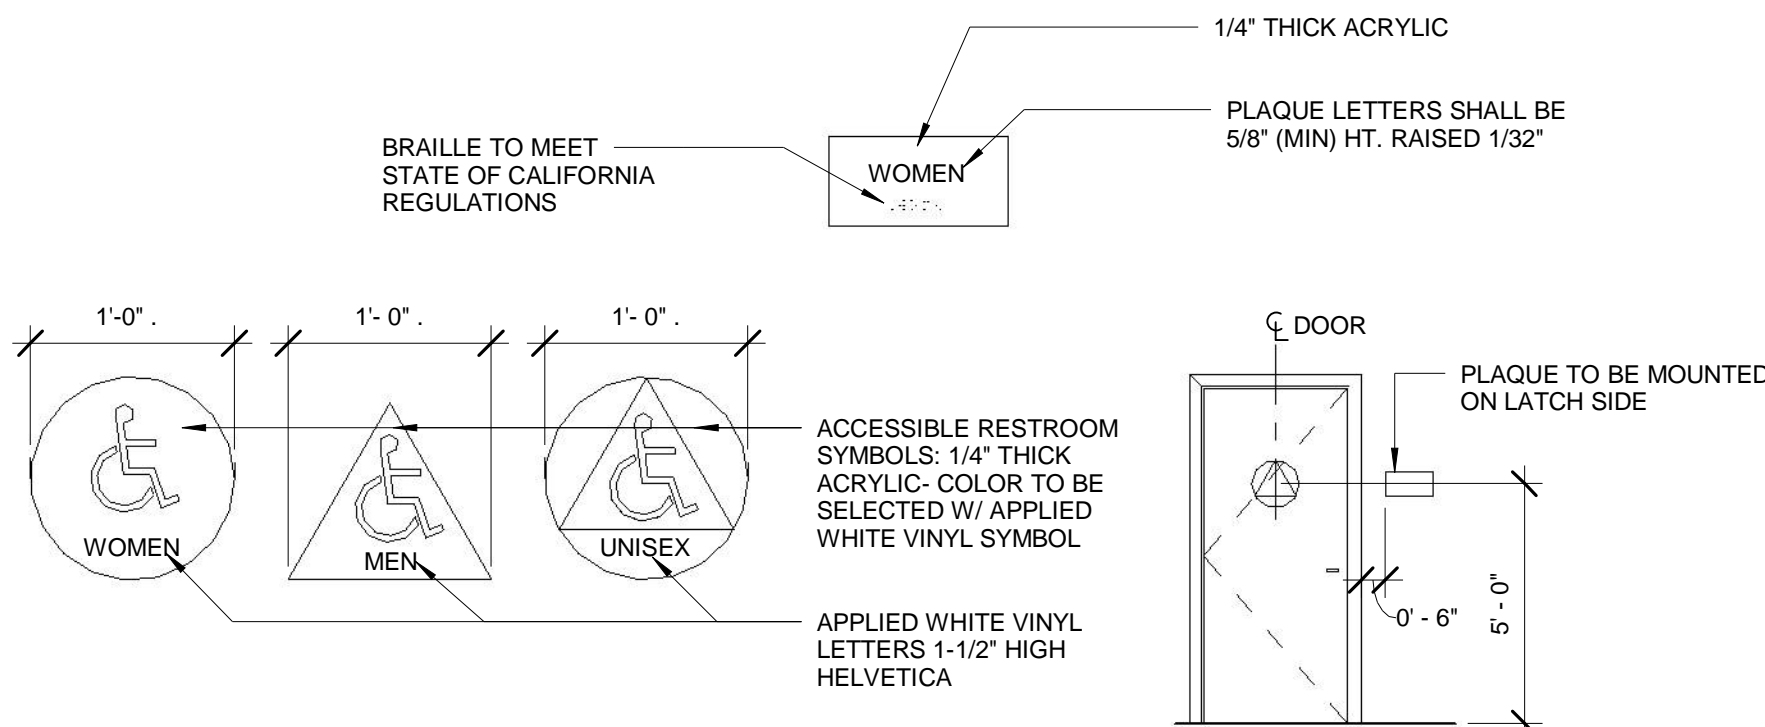 1/4" THICK ACRYLIC
PLAQUE LETTERS SHALL BE
5/8" (MIN) HT. RAISED 1/32"
BRAILLE TO MEET
STATE OF CALIFORNIA
REGULATIONS
WOMEN
1'-0" .
1'- 0" .
1'- 0" .
WOMEN
MEN
UNISEX
ACCESSIBLE RESTROOM
SYMBOLS: 1/4" THICK
ACRYLIC- COLOR TO BE
SELECTED W/ APPLIED
WHITE VINYL SYMBOL
APPLIED WHITE VINYL
LETTERS 1-1/2" HIGH
HELVETICA
℄ DOOR
PLAQUE TO BE MOUNTED
ON LATCH SIDE
0' - 6"
5' - 0"